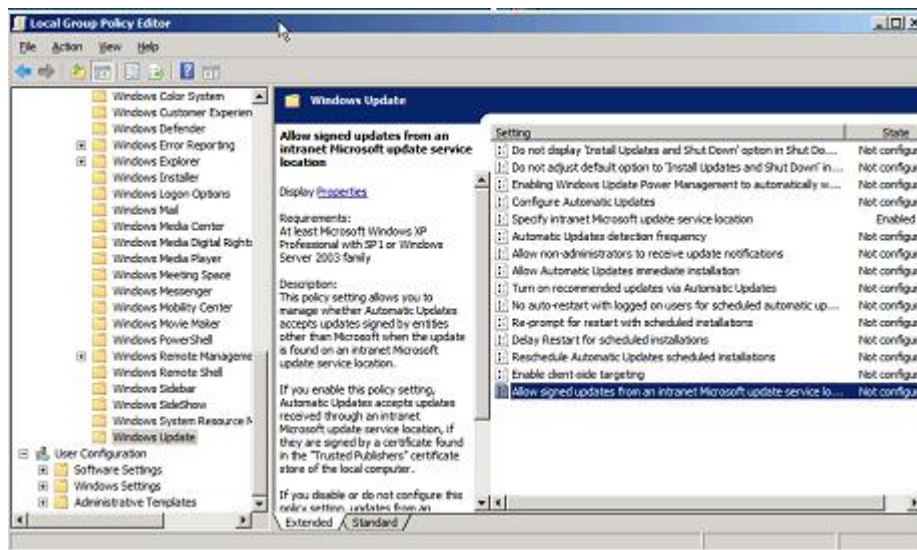 Local Group Policy Editor
File Action View Help
Windows Color System
Windows Customer Experien
Windows Defender
Windows Error Reporting
Windows Explorer
Windows Installer
Windows Logon Options
Windows Mail
Windows Media Center
Windows Media Digital Rights
Windows Media Player
Windows Meeting Space
Windows Messenger
Windows Mobility Center
Windows Movie Maker
Windows PowerShell
Windows Remote Manageme
Windows Remote Shell
Windows Sidebar
Windows SideShow
Windows System Resource M
Windows Update
User Configuration
Software Settings
Windows Settings
Administrative Templates
Windows Update
Allow signed updates from an
intranet Microsoft update service
location
Display Properties
Requirements:
At least Microsoft Windows XP
Professional with SP1 or Windows
Server 2003 family
Description:
This policy setting allows you to
manage whether Automatic Updates
accepts updates signed by entities
other than Microsoft when the update
is found on an intranet Microsoft
update service location.
If you enable this policy setting,
Automatic Updates accepts updates
received through an intranet
Microsoft update service location, if
they are signed by a certificate found
in the "Trusted Publishers" certificate
store of the local computer.
If you disable or do not configure this
policy setting, updates from an
Setting State
Do not display 'Install Updates and Shut Down' option in Shut Do... Not configur
Do not adjust default option to 'Install Updates and Shut Down' in... Not configur
Enabling Windows Update Power Management to automatically w... Not configur
Configure Automatic Updates Not configur
Specify intranet Microsoft update service location Enabled
Automatic Updates detection frequency Not configur
Allow non-administrators to receive update notifications Not configur
Allow Automatic Updates immediate installation Not configur
Turn on recommended updates via Automatic Updates Not configur
No auto-restart with logged on users for scheduled automatic up... Not configur
Re-prompt for restart with scheduled installations Not configur
Delay Restart for scheduled installations Not configur
Reschedule Automatic Updates scheduled installations Not configur
Enable client-side targeting Not configur
Allow signed updates from an intranet Microsoft update service lo... Not configur
Extended Standard